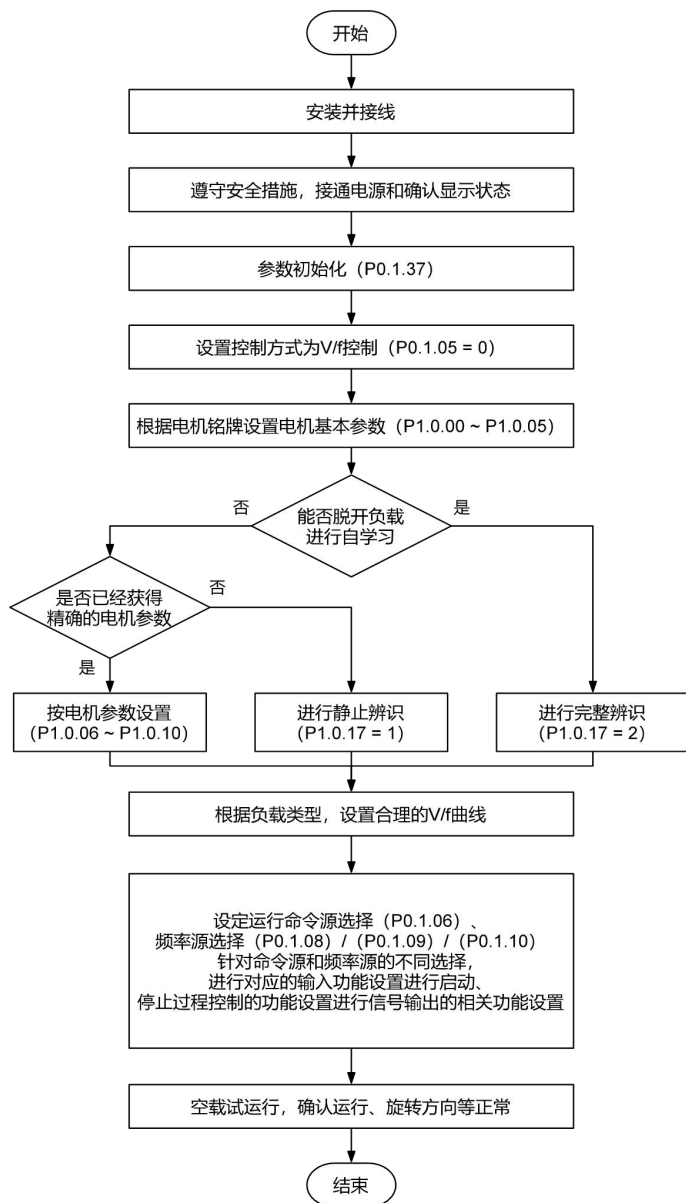 开始
安装并接线
遵守安全措施，接通电源和确认显示状态
参数初始化（P0.1.37）
设置控制方式为V/f控制（P0.1.05 = 0）
根据电机铭牌设置电机基本参数（P1.0.00 ~ P1.0.05）
否
能否脱开负载
进行自学习
是
是否已经获得
精确的电机参数
否
是
按电机参数设置
（P1.0.06 ~ P1.0.10）
进行静止辨识
（P1.0.17 = 1）
进行完整辨识
（P1.0.17 = 2）
根据负载类型，设置合理的V/f曲线
设定运行命令源选择（P0.1.06）、
频率源选择（P0.1.08）/（P0.1.09）/（P0.1.10）
针对命令源和频率源的不同选择，
进行对应的输入功能设置进行启动、
停止过程控制的功能设置进行信号输出的相关功能设置
空载试运行，确认运行、旋转方向等正常
结束